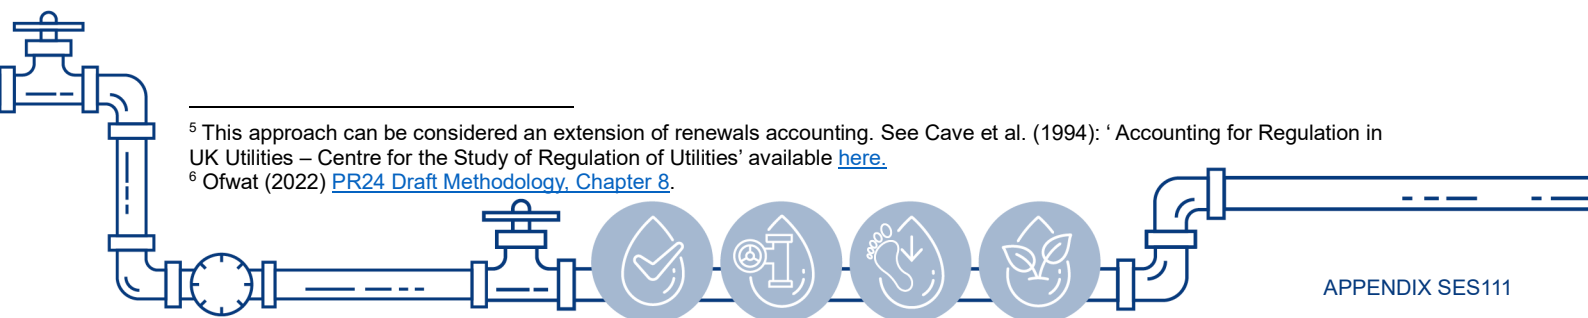 5 This approach can be considered an extension of renewals accounting. See Cave et al. (1994): ‘ Accounting for Regulation in
UK Utilities – Centre for the Study of Regulation of Utilities’ available here.
6 Ofwat (2022) PR24 Draft Methodology, Chapter 8.
APPENDIX SES111